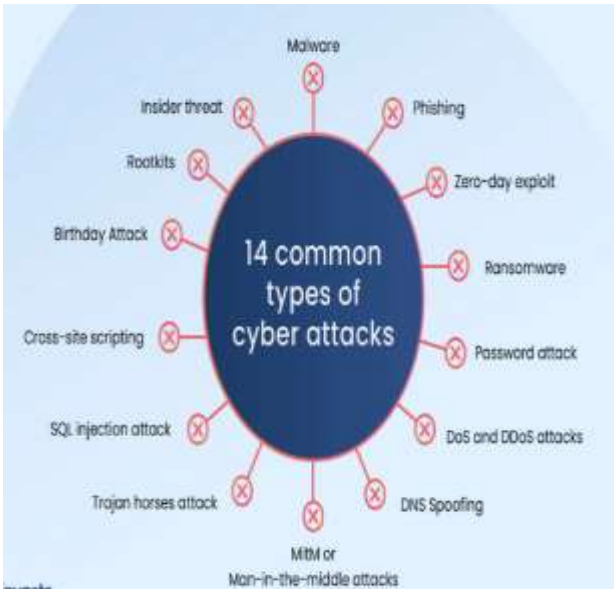 Malware
Insider threat
Phishing
Rootkits
Zero-day exploit
Birthday Attack
14 common
types of
cyber attacks
Ransomware
Cross-site scripting
Password attack
SQL injection attack
DoS and DDoS attacks
Trojan horses attack
DNS Spoofing
MitM or
Man-in-the-middle attacks